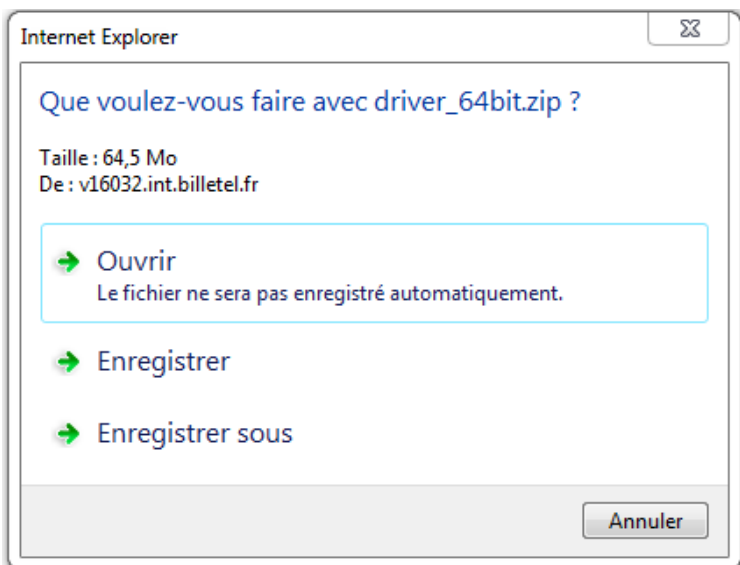 Internet Explorer
Que voulez-vous faire avec driver_64bit.zip ?
Taille : 64,5 Mo
De : v16032.int.billetel.fr
Ouvrir
Le fichier ne sera pas enregistré automatiquement.
Enregistrer
Enregistrer sous
Annuler